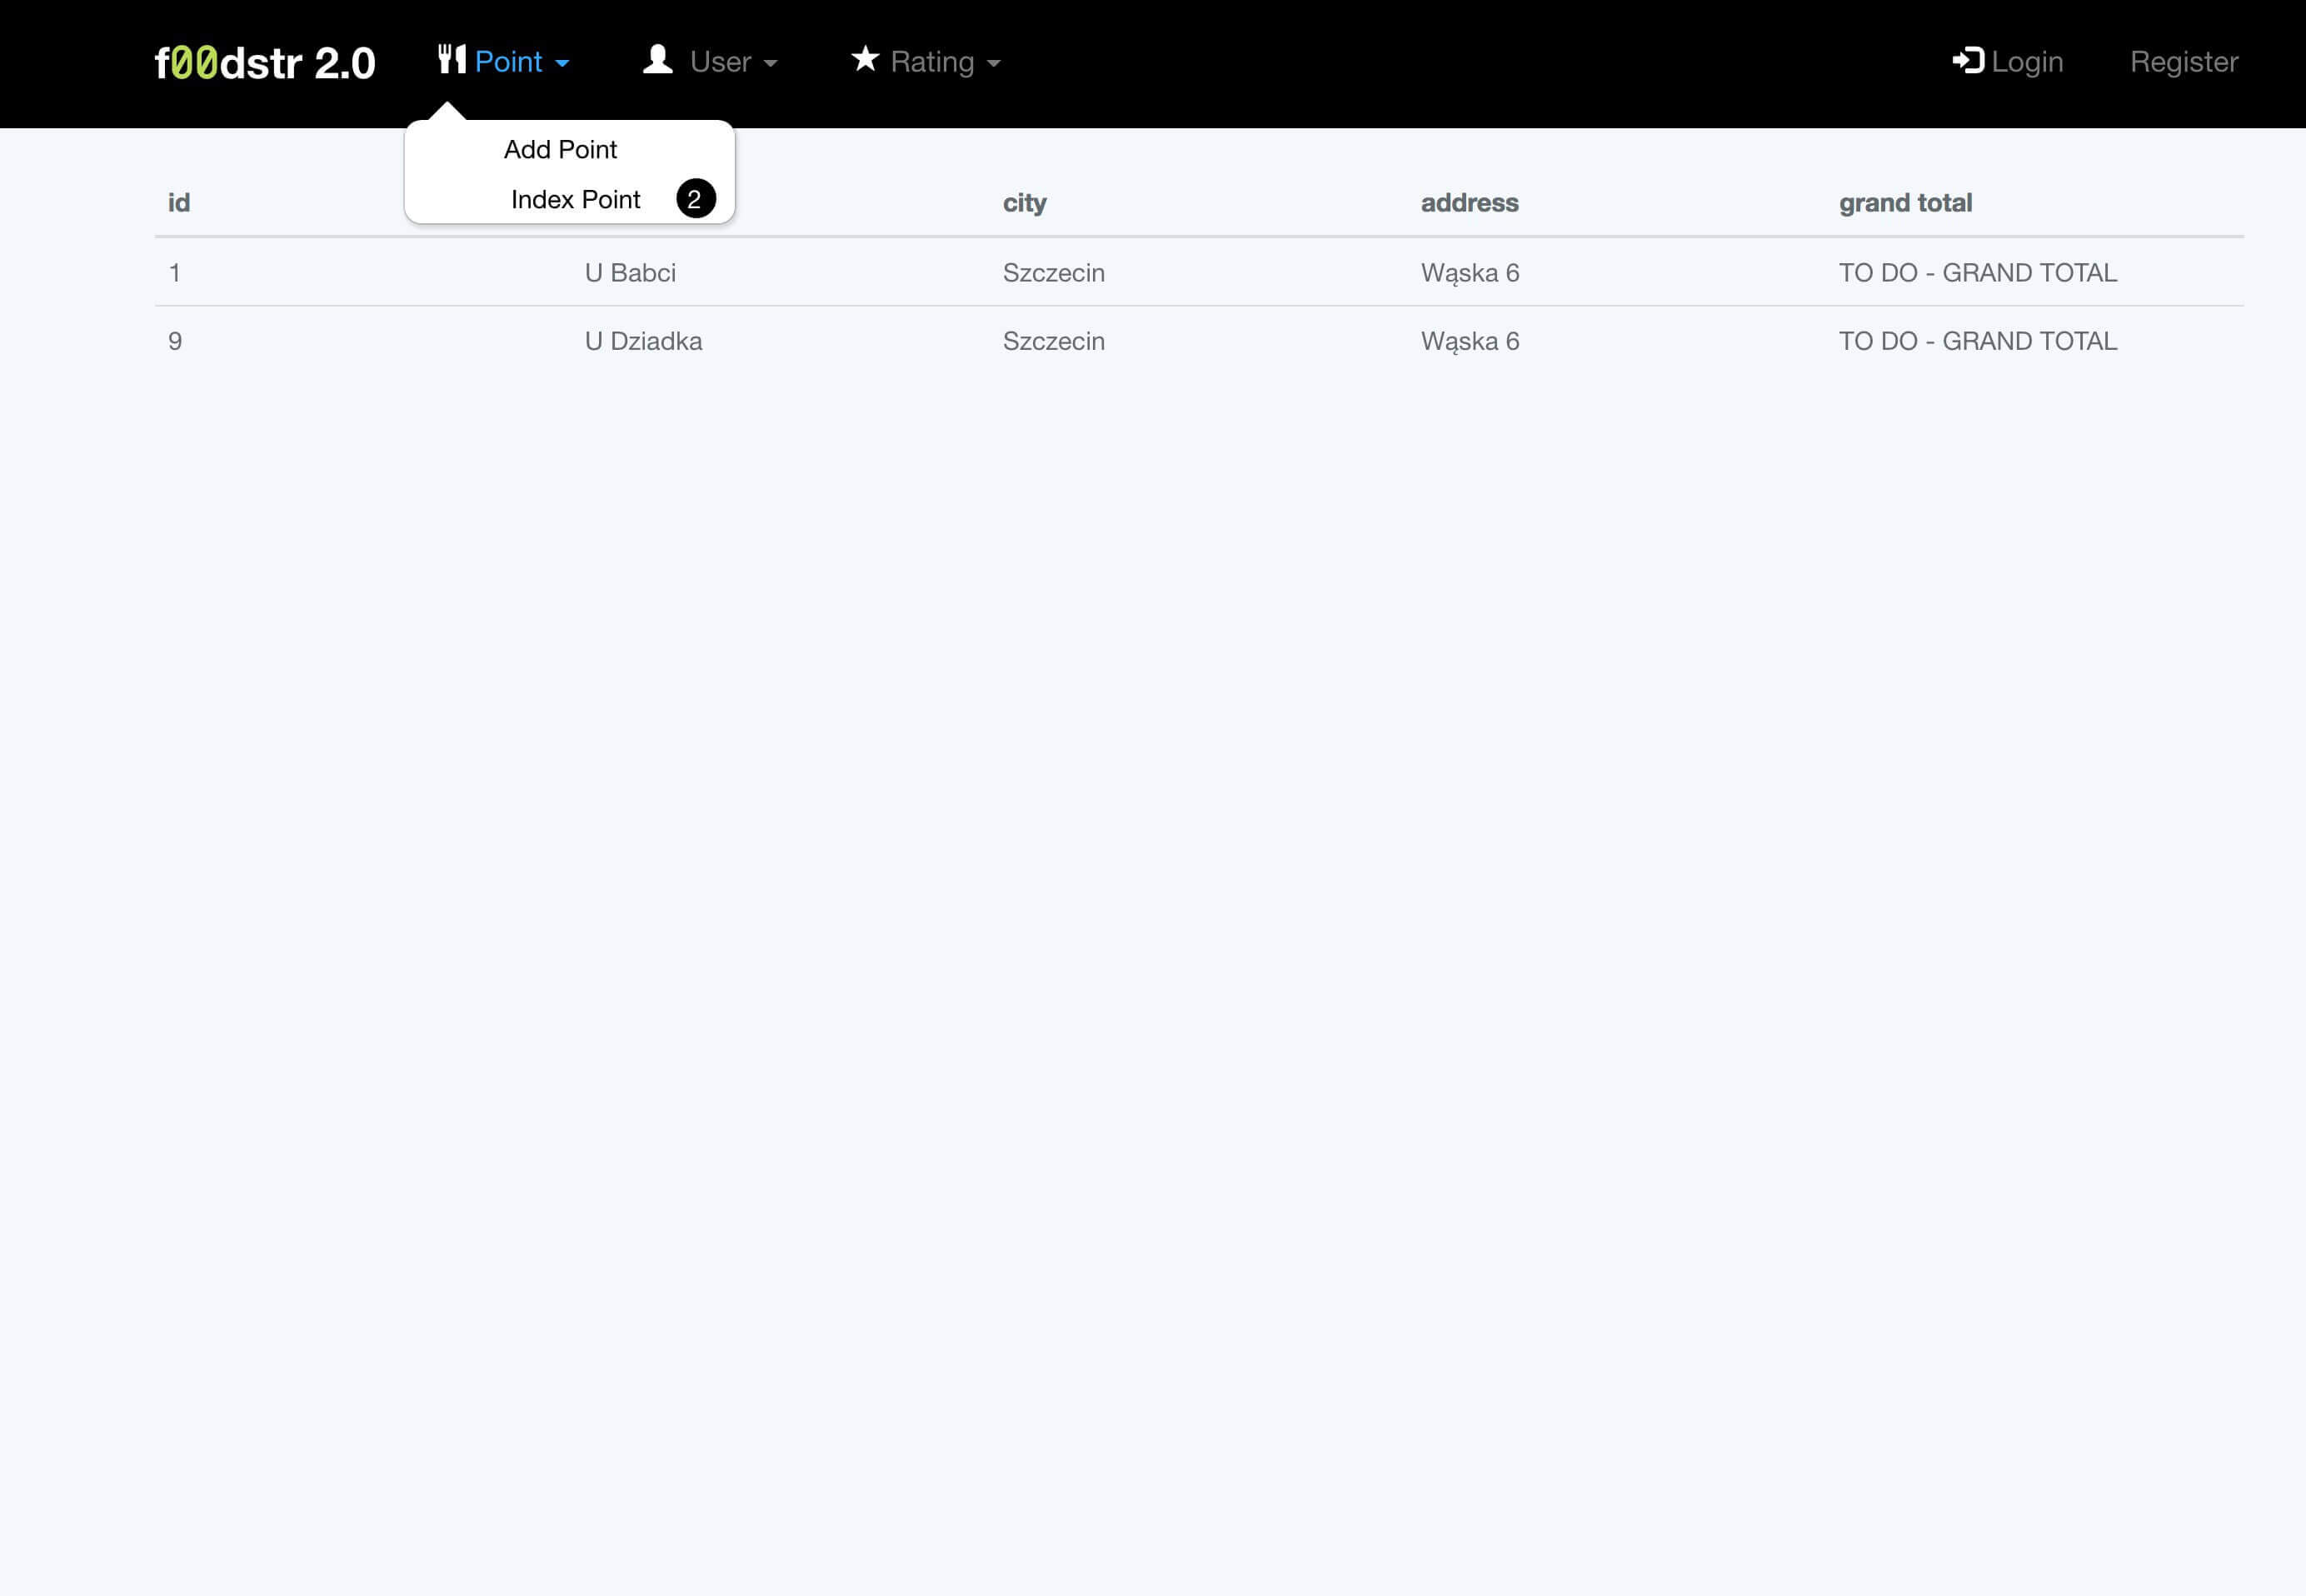 f00dstr 2.0 Point User Rating Login Register
Add Point
Index Point 2
id city address grand total
1 U Babci Szczecin Wąska 6 TO DO - GRAND TOTAL
9 U Dziadka Szczecin Wąska 6 TO DO - GRAND TOTAL